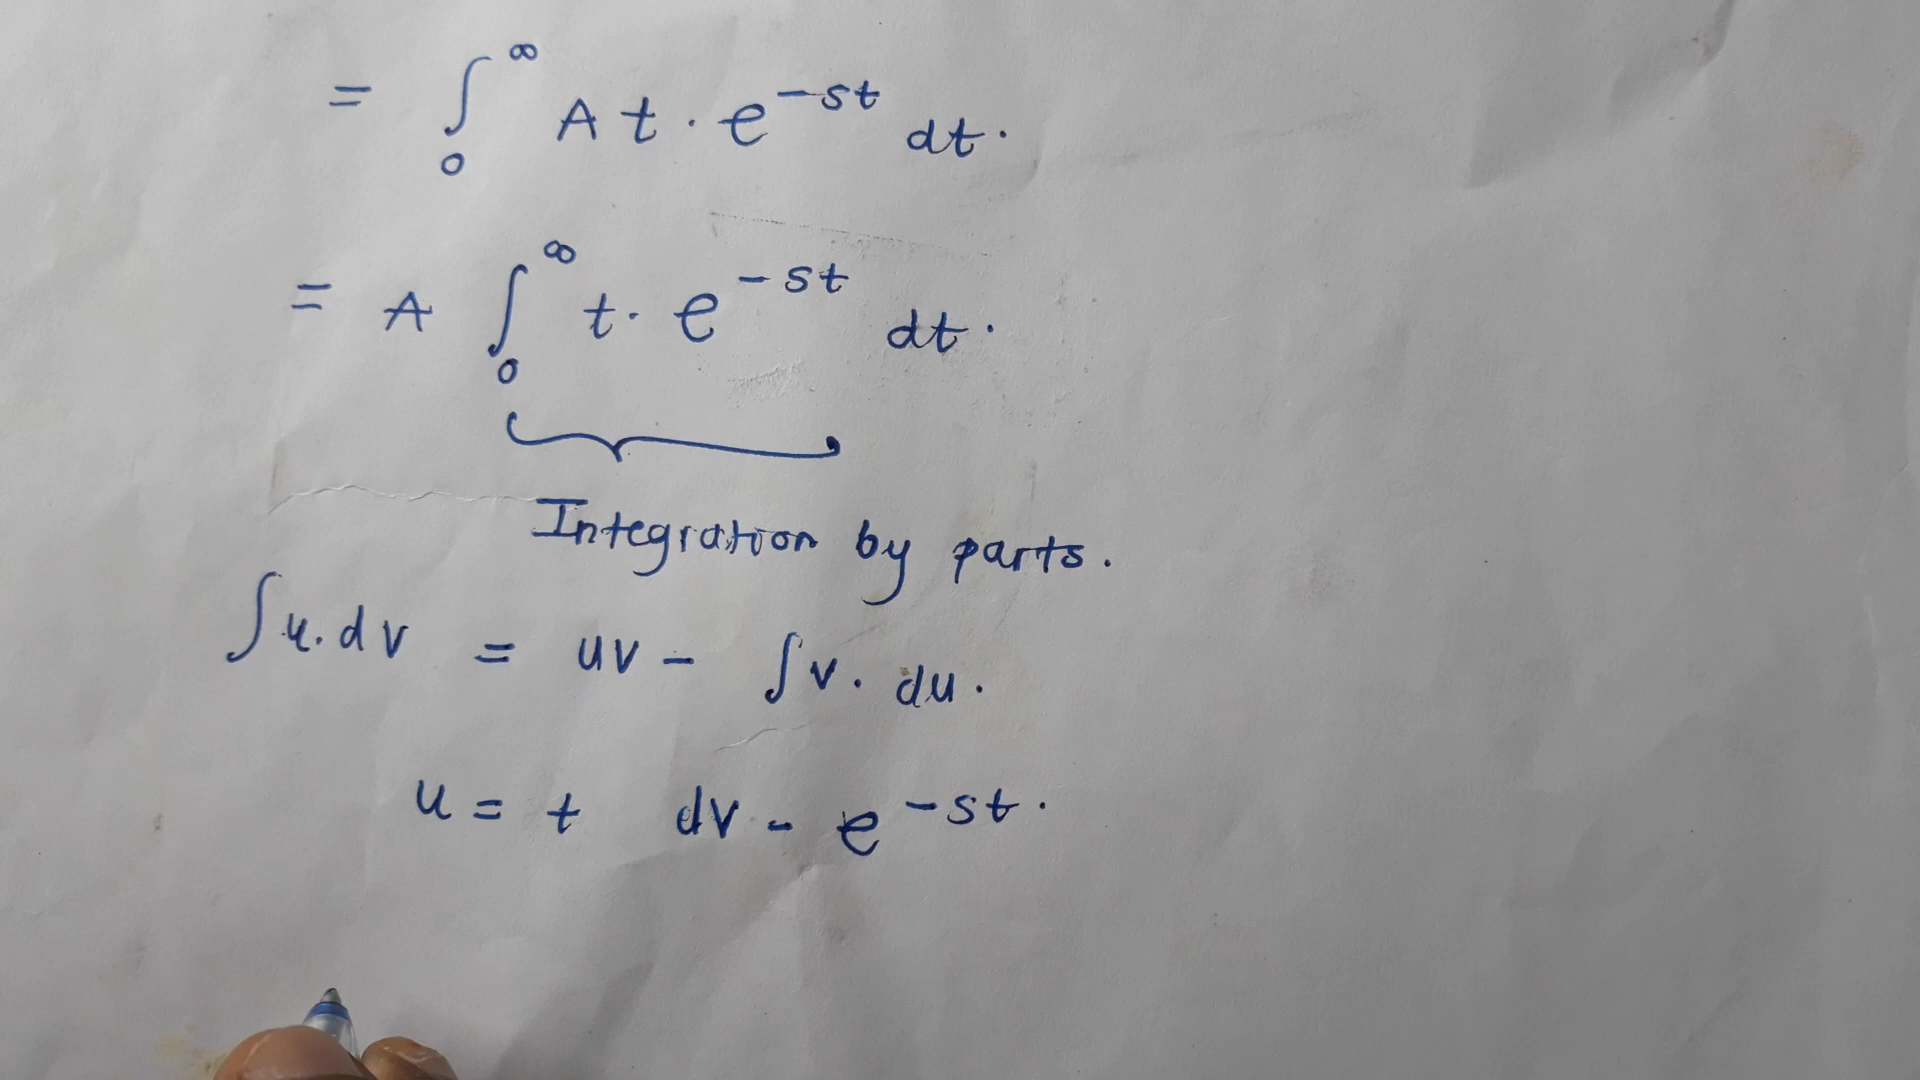 = ∫₀^∞ A t · e^{-st} dt.
= A ∫₀^∞ t · e^{-st} dt.
Integration by parts.
∫u.dv = uv - ∫v. du.
u = t dv - e^{-st}.